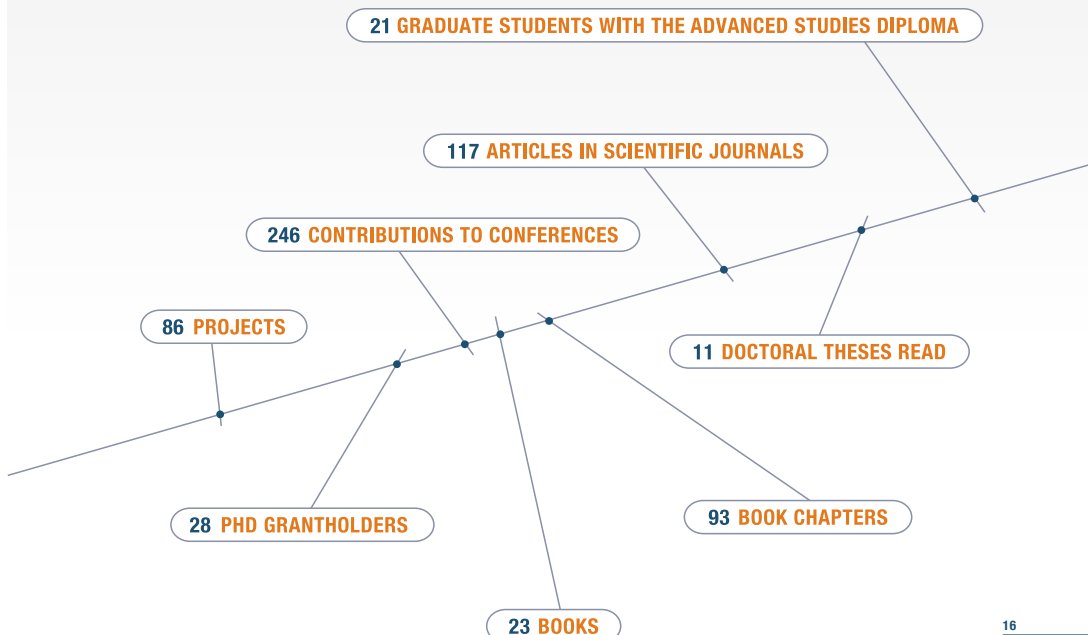 21 GRADUATE STUDENTS WITH THE ADVANCED STUDIES DIPLOMA
117 ARTICLES IN SCIENTIFIC JOURNALS
246 CONTRIBUTIONS TO CONFERENCES
86 PROJECTS
11 DOCTORAL THESES READ
28 PHD GRANTHOLDERS
93 BOOK CHAPTERS
23 BOOKS
16